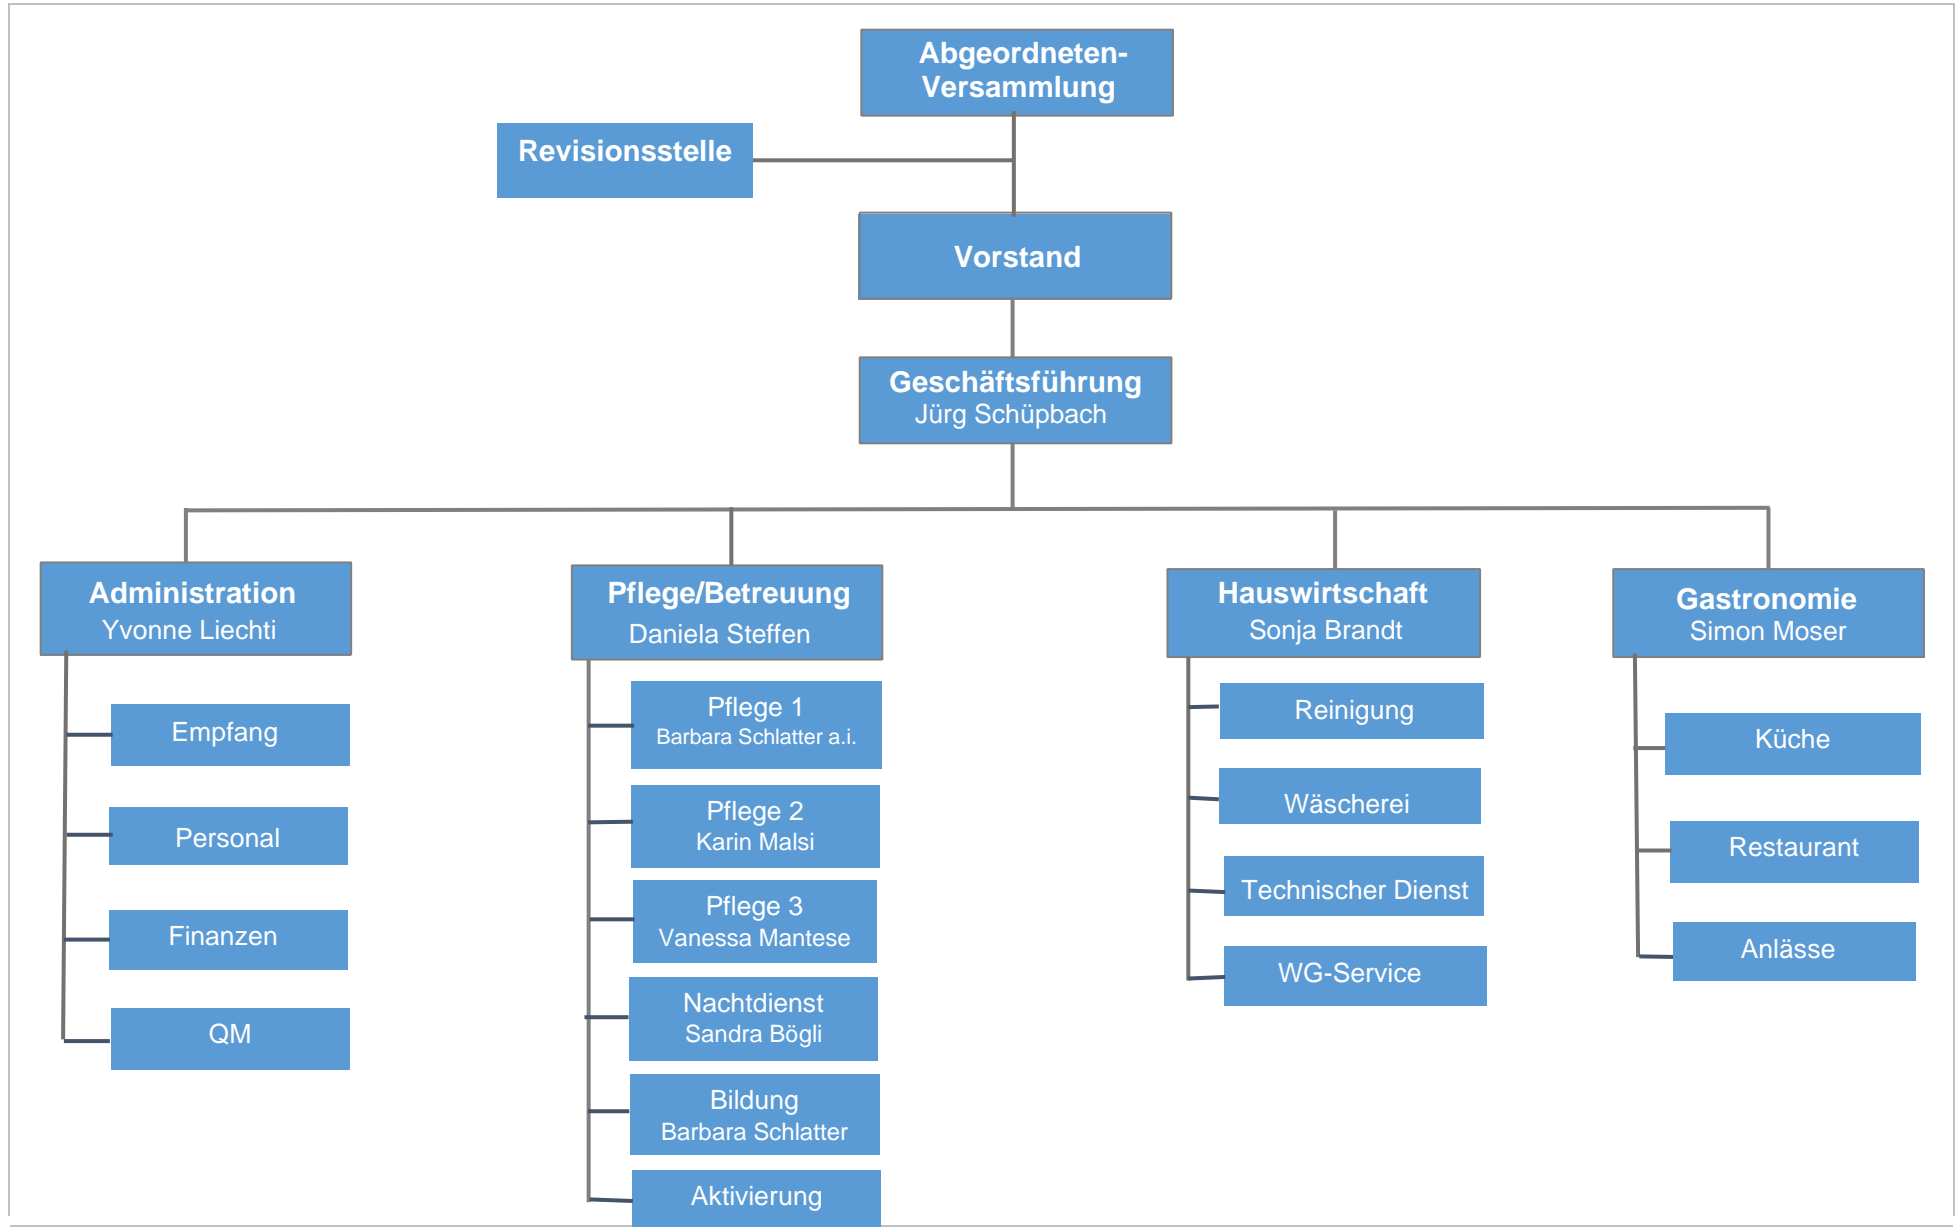 Abgeordneten-
Versammlung
Revisionsstelle
Vorstand
Geschäftsführung
Jürg Schüpbach
Administration
Yvonne Liechti
Empfang
Personal
Finanzen
QM
Pflege/Betreuung
Daniela Steffen
Pflege 1
Barbara Schlatter a.i.
Pflege 2
Karin Malsi
Pflege 3
Vanessa Mantese
Nachtdienst
Sandra Bögli
Bildung
Barbara Schlatter
Aktivierung
Hauswirtschaft
Sonja Brandt
Reinigung
Wäscherei
Technischer Dienst
WG-Service
Gastronomie
Simon Moser
Küche
Restaurant
Anlässe